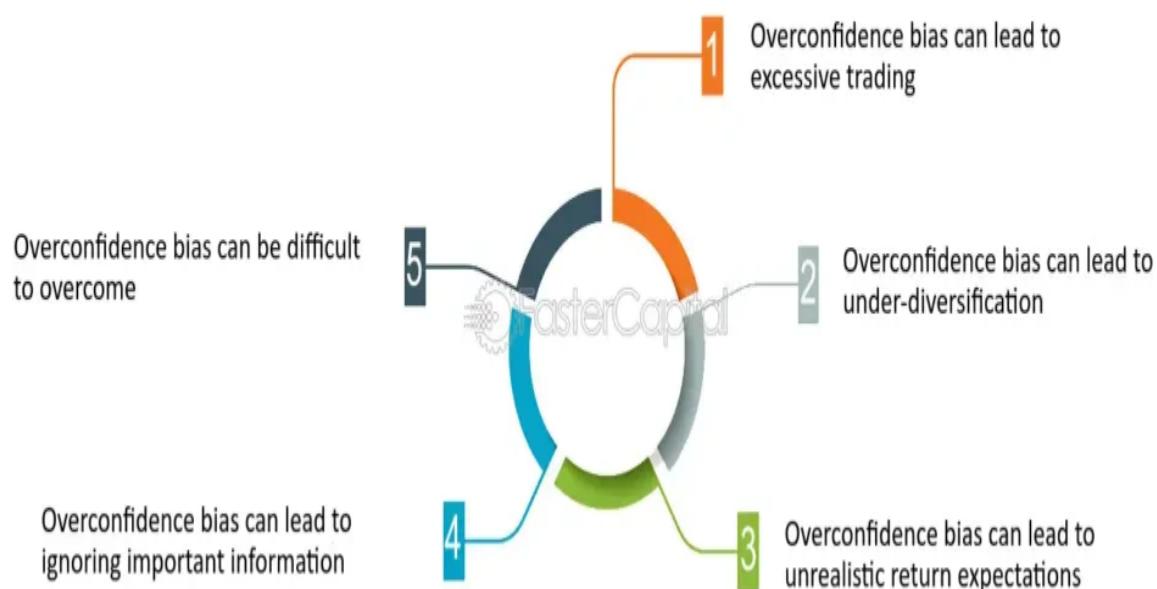 1
Overconfidence bias can lead to
excessive trading
2
Overconfidence bias can lead to
under-diversification
3
Overconfidence bias can lead to
unrealistic return expectations
4
Overconfidence bias can lead to
ignoring important information
5
Overconfidence bias can be difficult
to overcome
FasterCapital